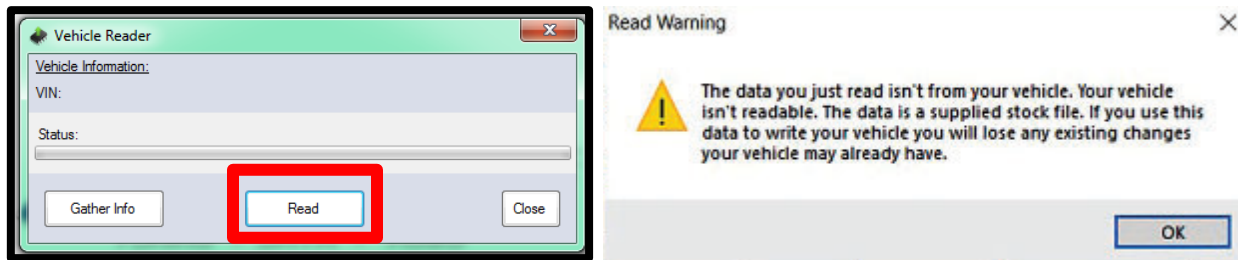 Vehicle Reader
Vehicle Information:
VIN:
Status:
Gather Info
Read
Close
Read Warning
The data you just read isn't from your vehicle. Your vehicle
isn't readable. The data is a supplied stock file. If you use this
data to write your vehicle you will lose any existing changes
your vehicle may already have.
OK